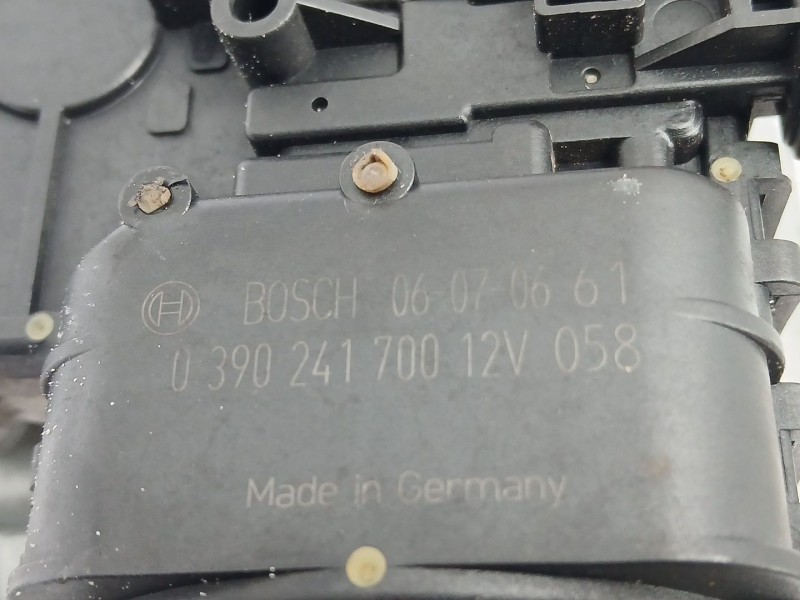 BOSCH 06-07-06 61
0 390 241 700 12V 058
Made in Germany